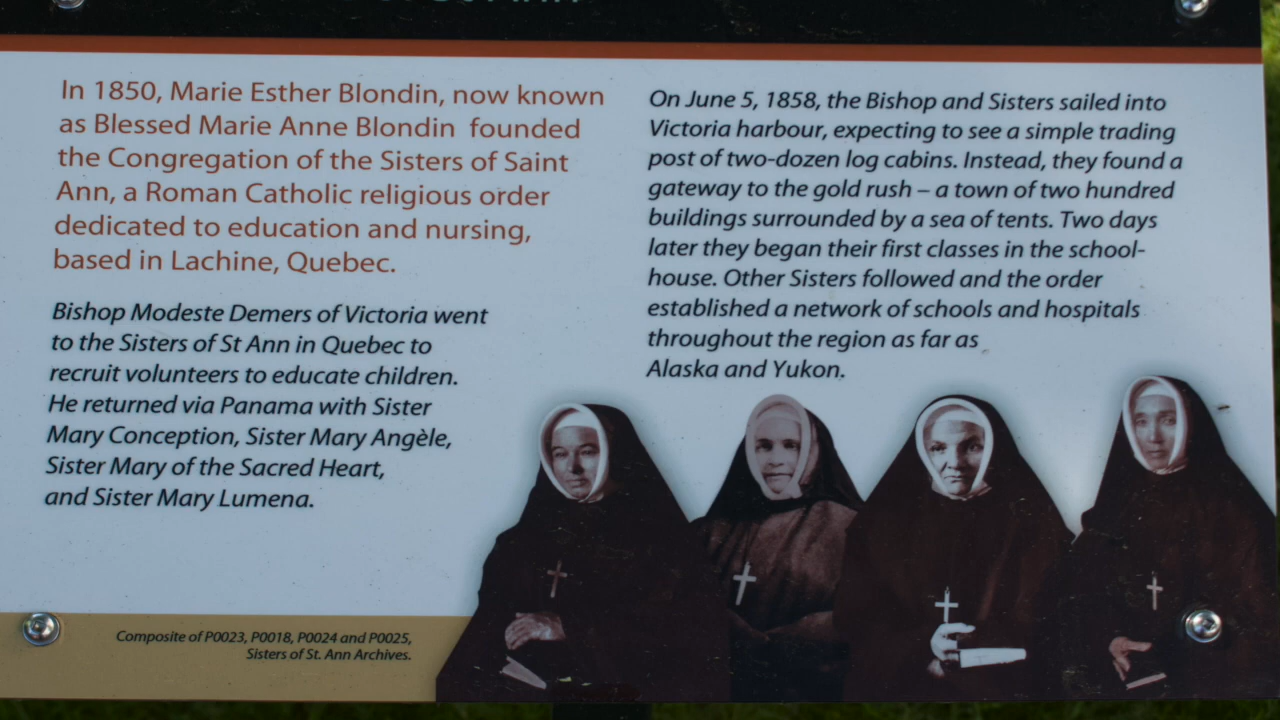 In 1850, Marie Esther Blondin, now known
as Blessed Marie Anne Blondin founded
the Congregation of the Sisters of Saint
Ann, a Roman Catholic religious order
dedicated to education and nursing,
based in Lachine, Quebec.
Bishop Modeste Demers of Victoria went
to the Sisters of St Ann in Quebec to
recruit volunteers to educate children.
He returned via Panama with Sister
Mary Conception, Sister Mary Angèle,
Sister Mary of the Sacred Heart,
and Sister Mary Lumena.
On June 5, 1858, the Bishop and Sisters sailed into
Victoria harbour, expecting to see a simple trading
post of two-dozen log cabins. Instead, they found a
gateway to the gold rush – a town of two hundred
buildings surrounded by a sea of tents. Two days
later they began their first classes in the school-
house. Other Sisters followed and the order
established a network of schools and hospitals
throughout the region as far as
Alaska and Yukon.
Composite of P0023, P0018, P0024 and P0025,
Sisters of St. Ann Archives.